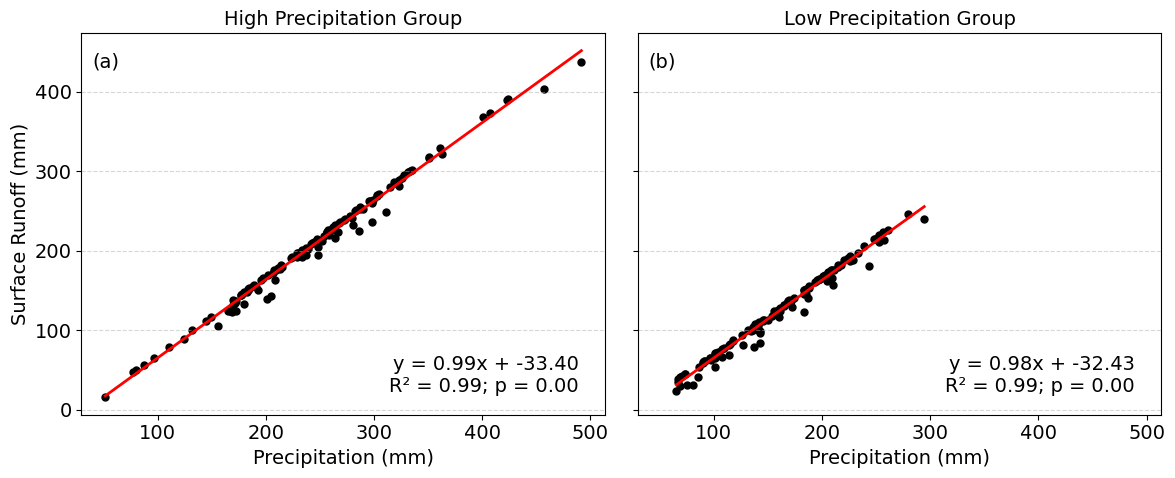 High Precipitation Group
Low Precipitation Group
(a)
(b)
Surface Runoff (mm)
400
300
200
100
0
y = 0.99x + -33.40
R² = 0.99; p = 0.00
y = 0.98x + -32.43
R² = 0.99; p = 0.00
100 200 300 400 500
100 200 300 400 500
Precipitation (mm)
Precipitation (mm)